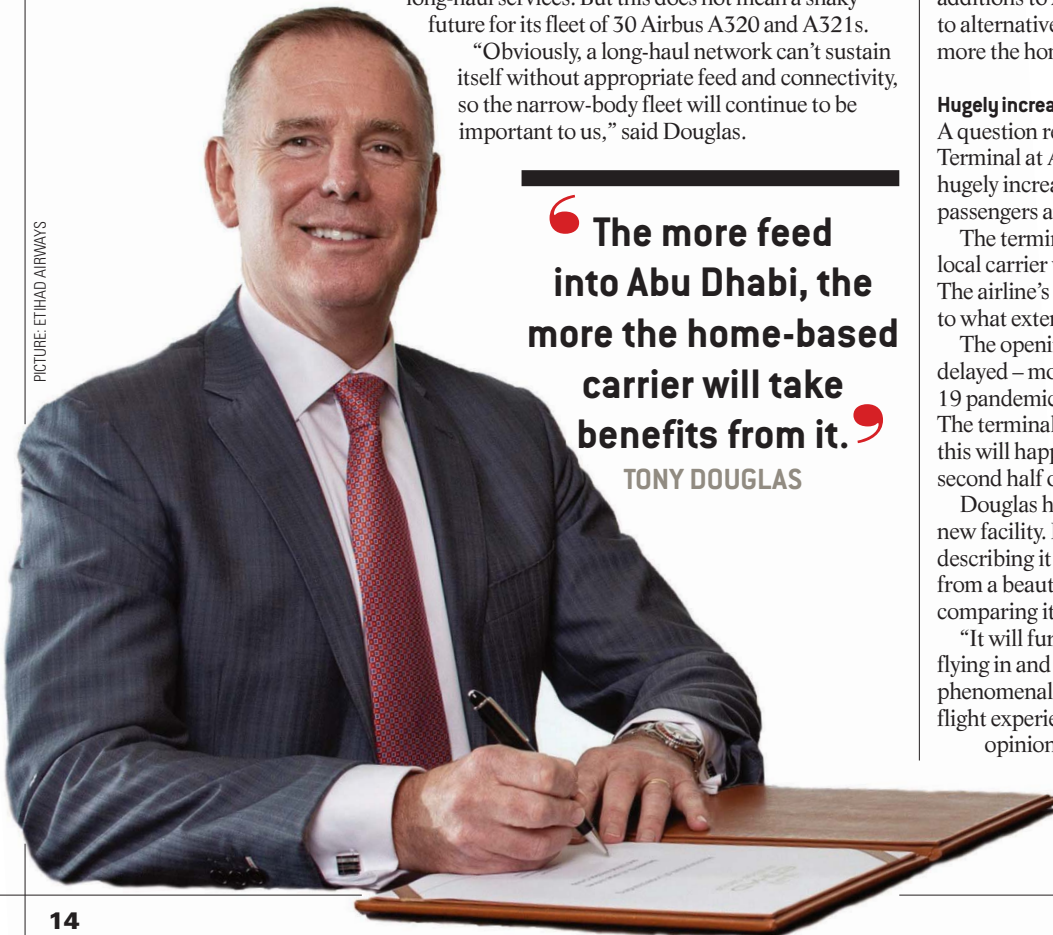 future for its fleet of 30 Airbus A320 and A321s.
“Obviously, a long-haul network can’t sustain
itself without appropriate feed and connectivity,
so the narrow-body fleet will continue to be
important to us,” said Douglas.
‘ The more feed
into Abu Dhabi, the
more the home-based
carrier will take
benefits from it. ’
TONY DOUGLAS
PICTURE: ETIHAD AIRWAYS
to alternative
more the hom
Hugely increa
A question re
Terminal at A
hugely increa
passengers a
The termin
local carrier
The airline’s
to what exter
The openin
delayed – mo
19 pandemic
The terminal
this will happ
second half o
Douglas h
new facility.
describing it
from a beaut
comparing it
“It will fur
flying in and
phenomenal
flight experie
opinion
14